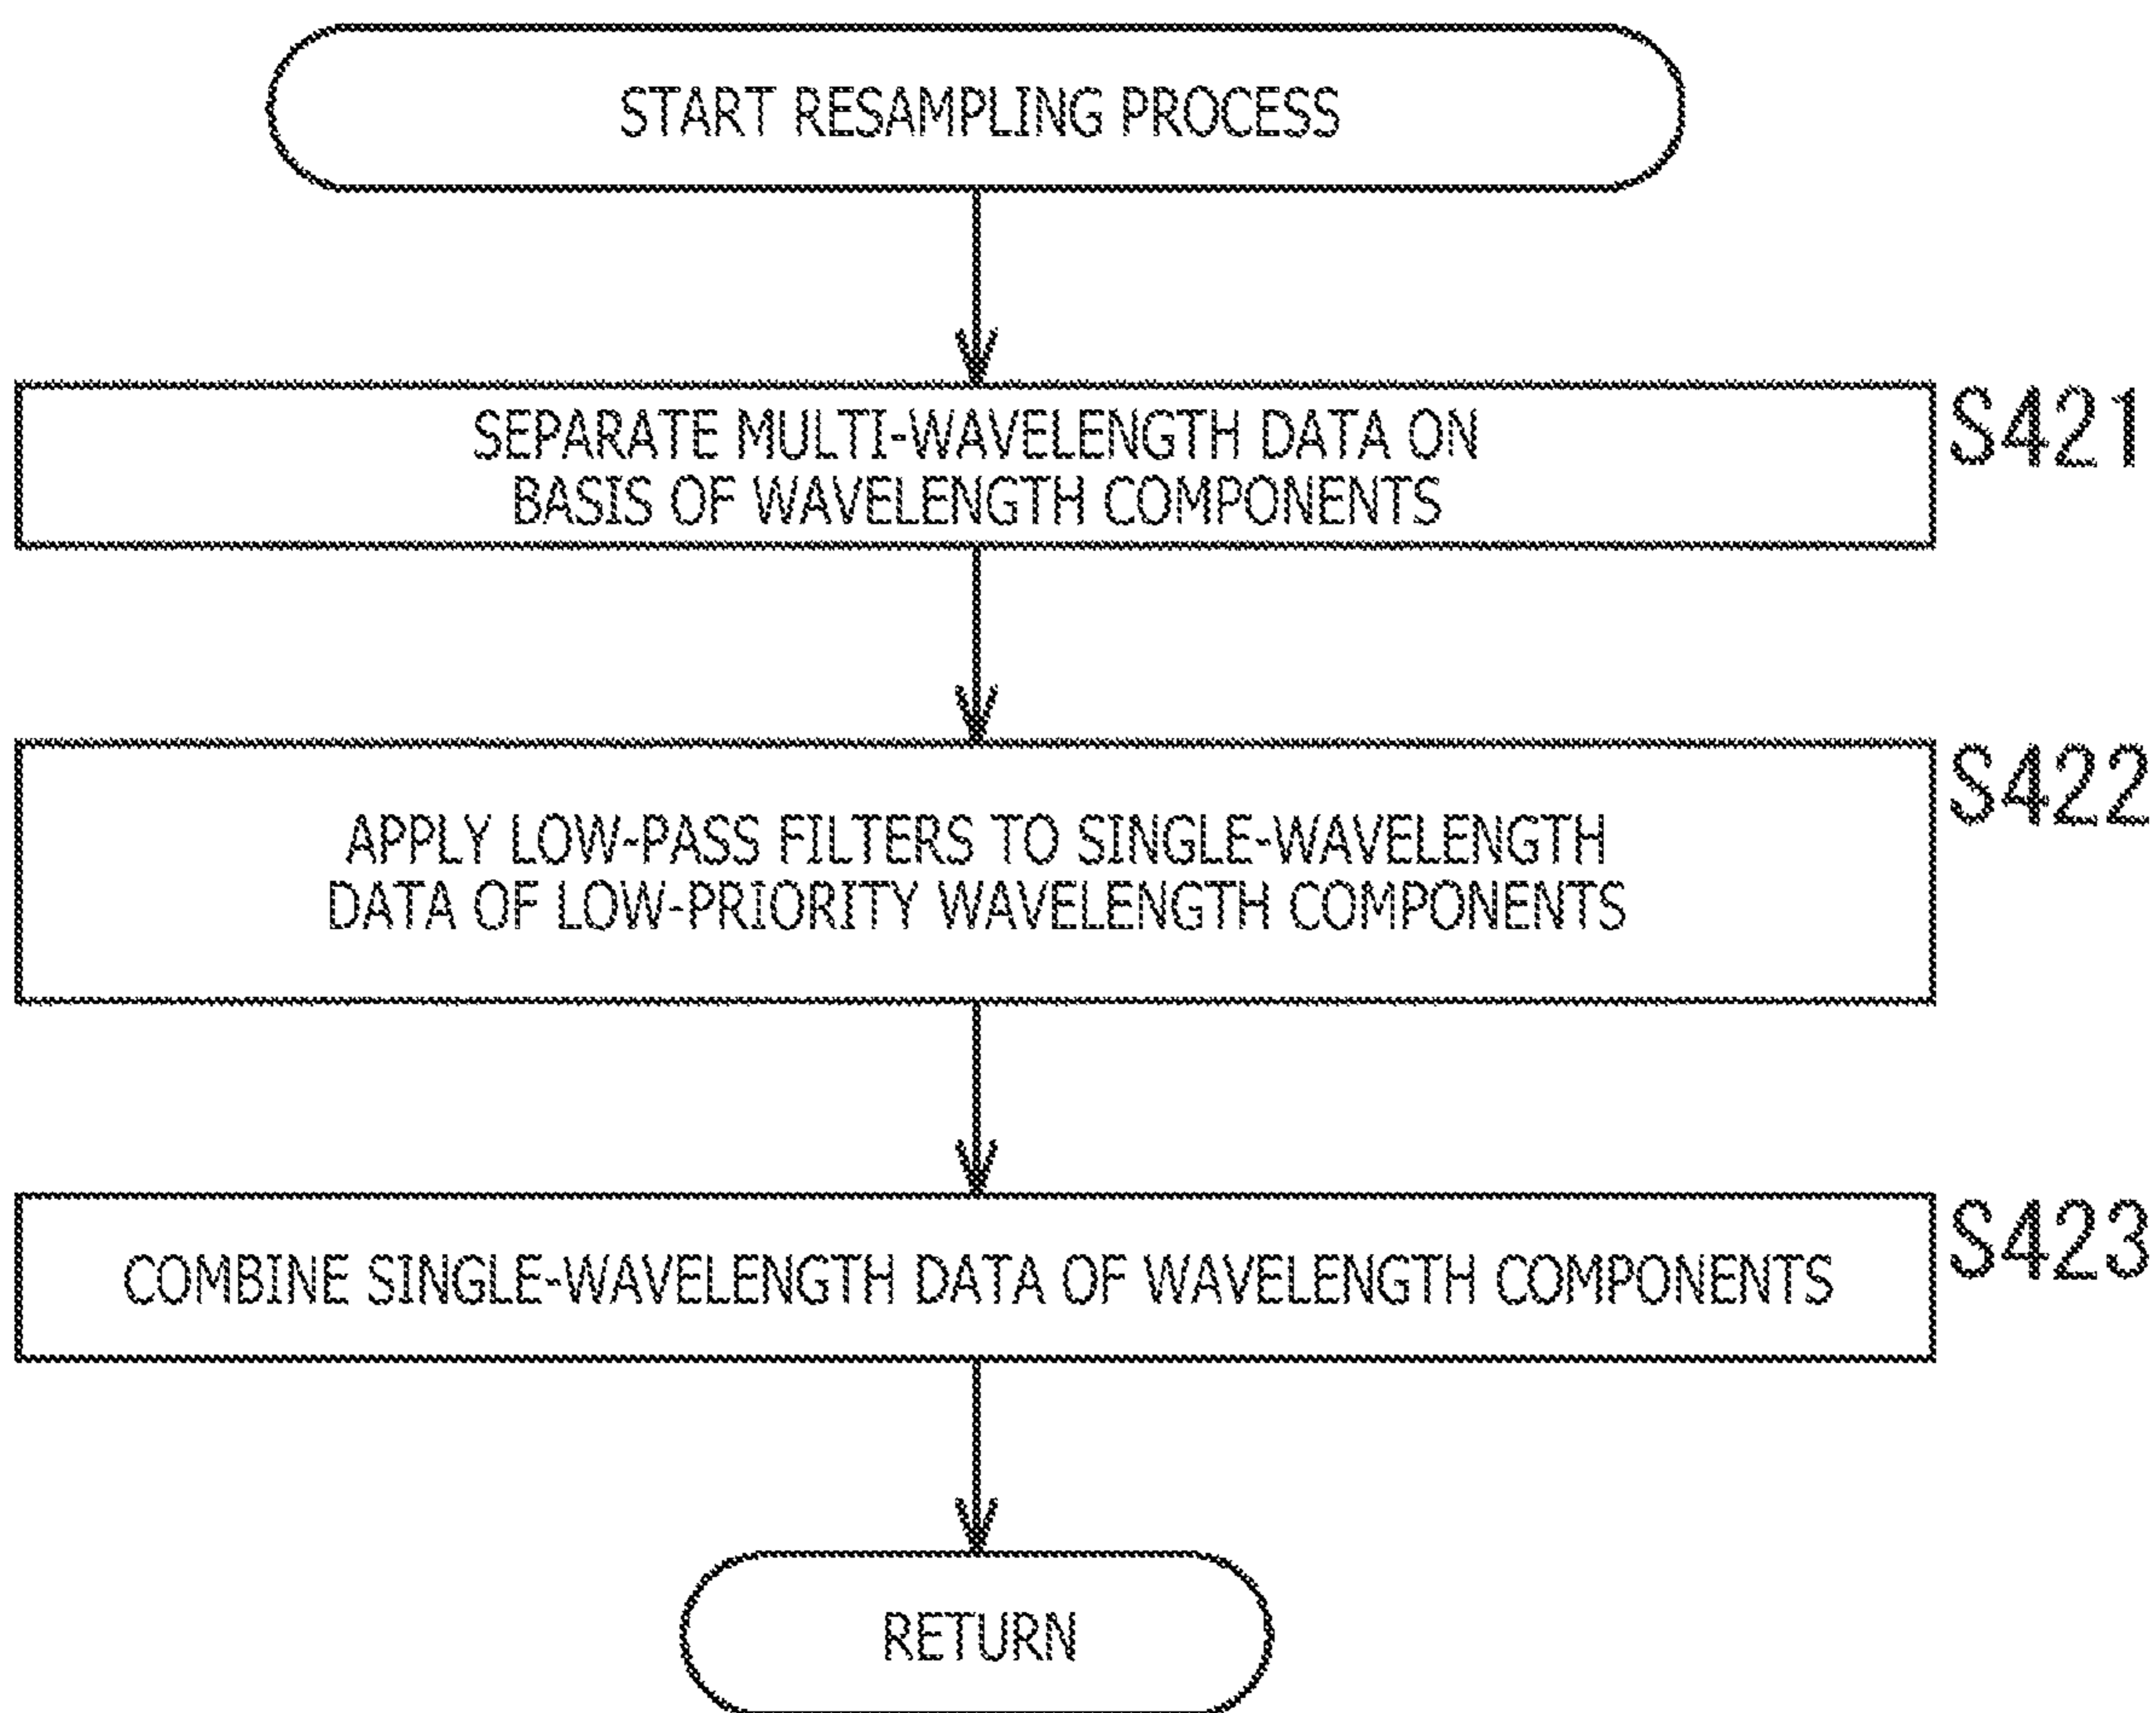 START RESAMPLING PROCESS
SEPARATE MULTI-WAVELENGTH DATA ON
BASIS OF WAVELENGTH COMPONENTS
S421
APPLY LOW-PASS FILTERS TO SINGLE-WAVELENGTH
DATA OF LOW-PRIORITY WAVELENGTH COMPONENTS
S422
COMBINE SINGLE-WAVELENGTH DATA OF WAVELENGTH COMPONENTS
S423
RETURN